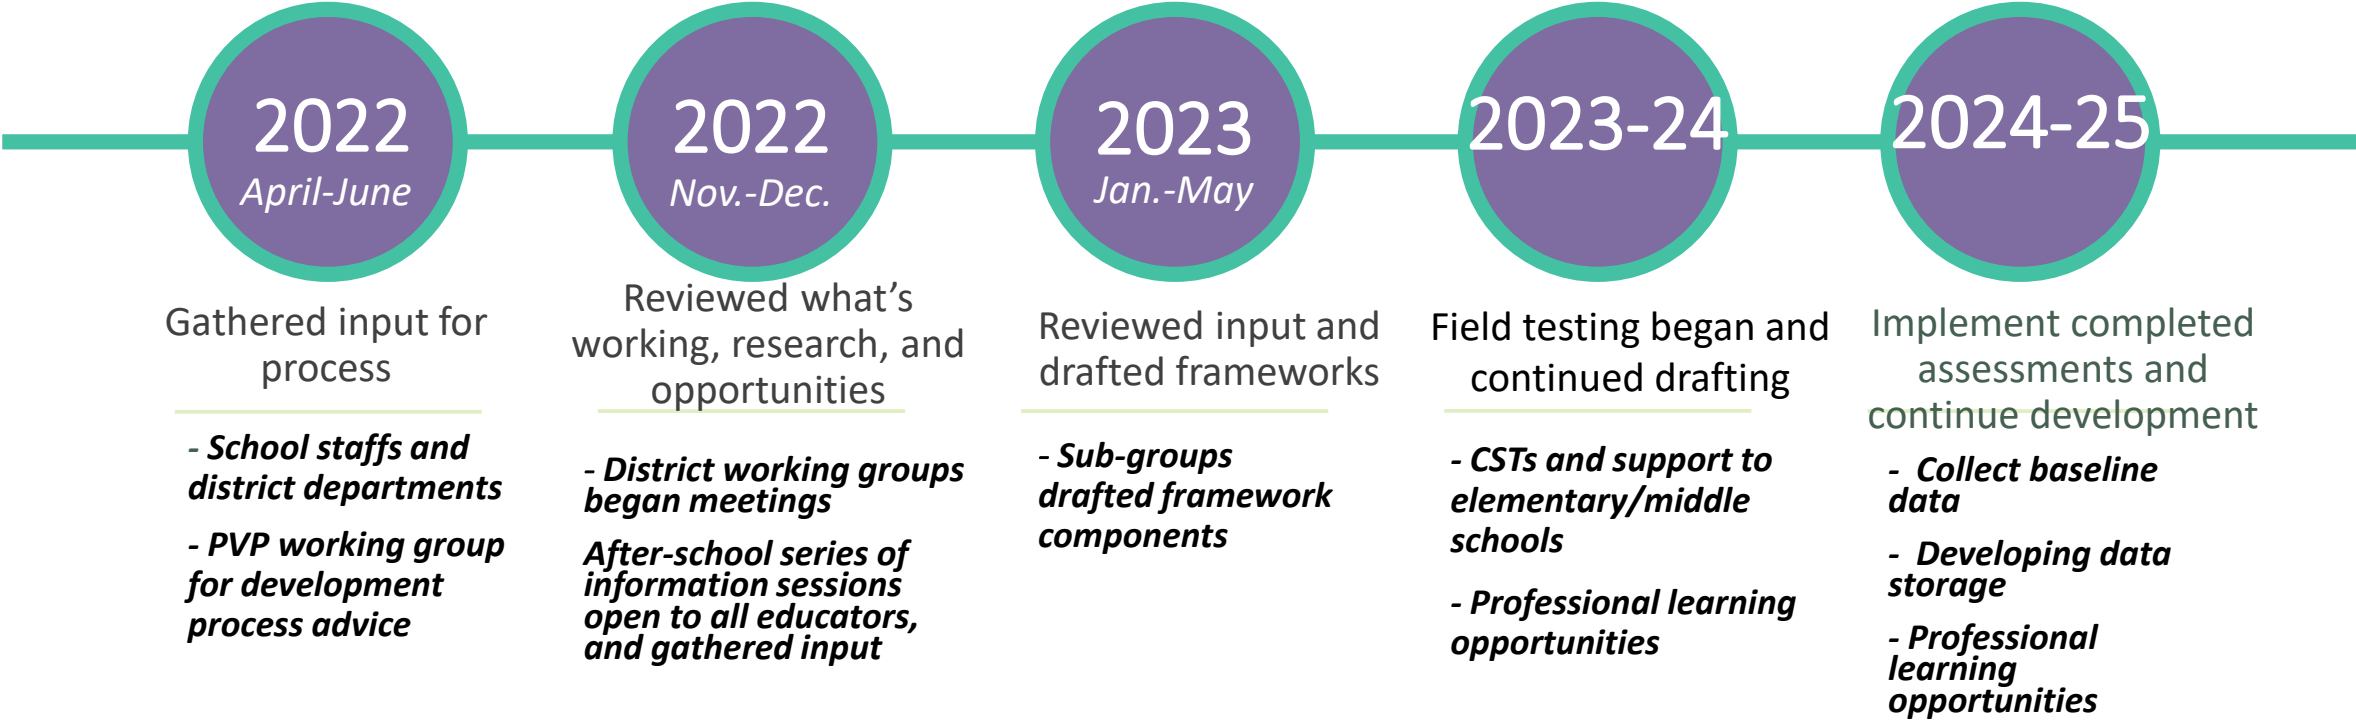 2022
April-June
Gathered input for
process
- School staffs and
district departments
- PVP working group
for development
process advice
2022
Nov.-Dec.
Reviewed what’s
working, research, and
opportunities
- District working groups
began meetings
After-school series of
information sessions
open to all educators,
and gathered input
2023
Jan.-May
Reviewed input and
drafted frameworks
- Sub-groups
drafted framework
components
2023-24
Field testing began and
continued drafting
- CSTs and support to
elementary/middle
schools
- Professional learning
opportunities
2024-25
Implement completed
assessments and
continue development
- Collect baseline
data
- Developing data
storage
- Professional
learning
opportunities